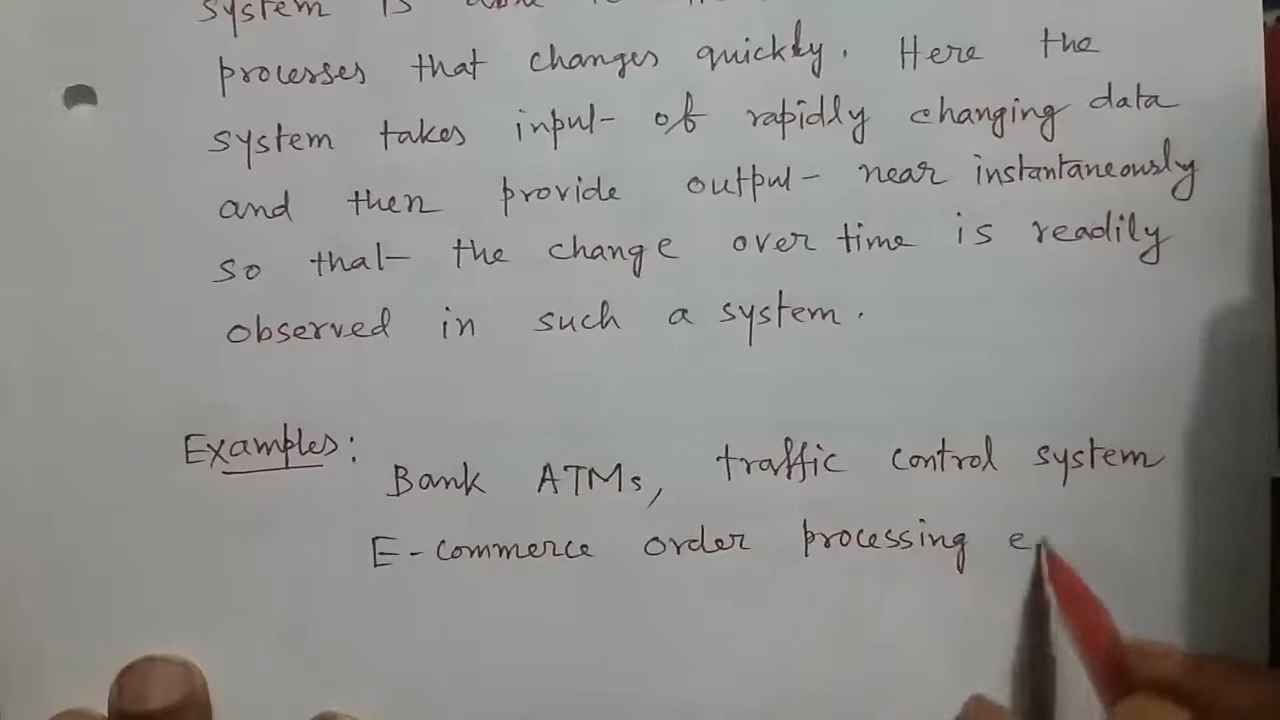 system is
processes that changes quickly. Here the
system takes input of rapidly changing data
and then provide output near instantaneously
so that the change over time is readily
observed in such a system.
Examples:
Bank ATMs, traffic control system
E-commerce order processing